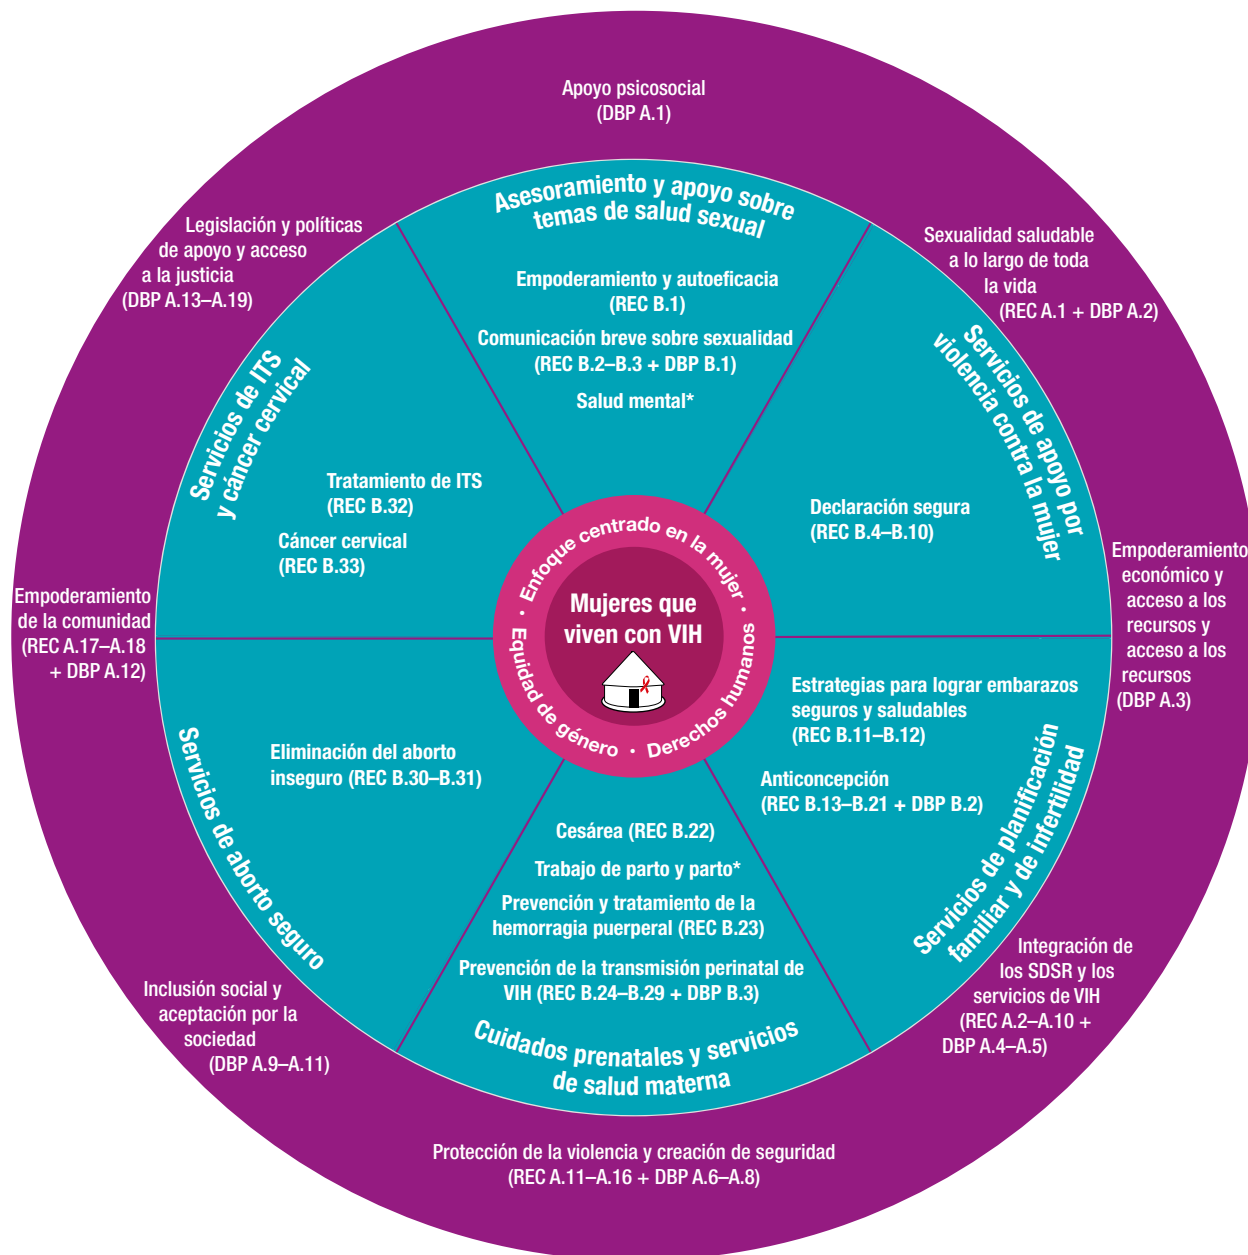 Apoyo psicosocial
(DBP A.1)
Legislación y políticas
de apoyo y acceso
a la justicia
(DBP A.13–A.19)
Sexualidad saludable
a lo largo de toda
la vida
(REC A.1 + DBP A.2)
Asesoramiento y apoyo sobre
temas de salud sexual
Empoderamiento y autoeficacia
(REC B.1)
Comunicación breve sobre sexualidad
(REC B.2–B.3 + DBP B.1)
Salud mental*
Servicios de ITS
y cáncer cervical
Tratamiento de ITS
(REC B.32)
Cáncer cervical
(REC B.33)
Servicios de apoyo por
violencia contra la mujer
Declaración segura
(REC B.4–B.10)
Empoderamiento
de la comunidad
(REC A.17–A.18
+ DBP A.12)
Empoderamiento
económico y
acceso a los
recursos y
acceso a los
recursos
(DBP A.3)
· Enfoque centrado en la mujer ·
Derechos humanos ·
Equidad de género
Mujeres que
viven con VIH
Estrategias para lograr embarazos
seguros y saludables
(REC B.11–B.12)
Anticoncepción
(REC B.13–B.21 + DBP B.2)
Servicios de planificación
familiar y de infertilidad
Eliminación del aborto
inseguro (REC B.30–B.31)
Servicios de aborto seguro
Cesárea (REC B.22)
Trabajo de parto y parto*
Prevención y tratamiento de la
hemorragia puerperal (REC B.23)
Prevención de la transmisión perinatal de
VIH (REC B.24–B.29 + DBP B.3)
Cuidados prenatales y servicios
de salud materna
Inclusión social y
aceptación por la
sociedad
(DBP A.9–A.11)
Integración de
los SDSR y los
servicios de VIH
(REC A.2–A.10 +
DBP A.4–A.5)
Protección de la violencia y creación de seguridad
(REC A.11–A.16 + DBP A.6–A.8)